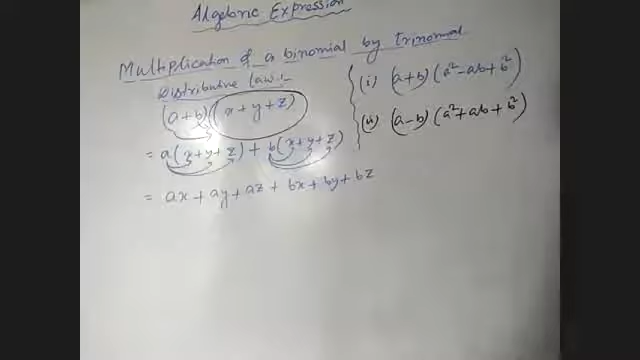 Algebraic Expression
Multiplication of a binomial by trinomial
Distributive law :-
(a+b) (x+y+z)
= a(x+y+z) + b(x+y+z)
= ax + ay + az + bx + by + bz
(i) (a+b) (a²-ab+b²)
(ii) (a-b) (a²+ab+b²)